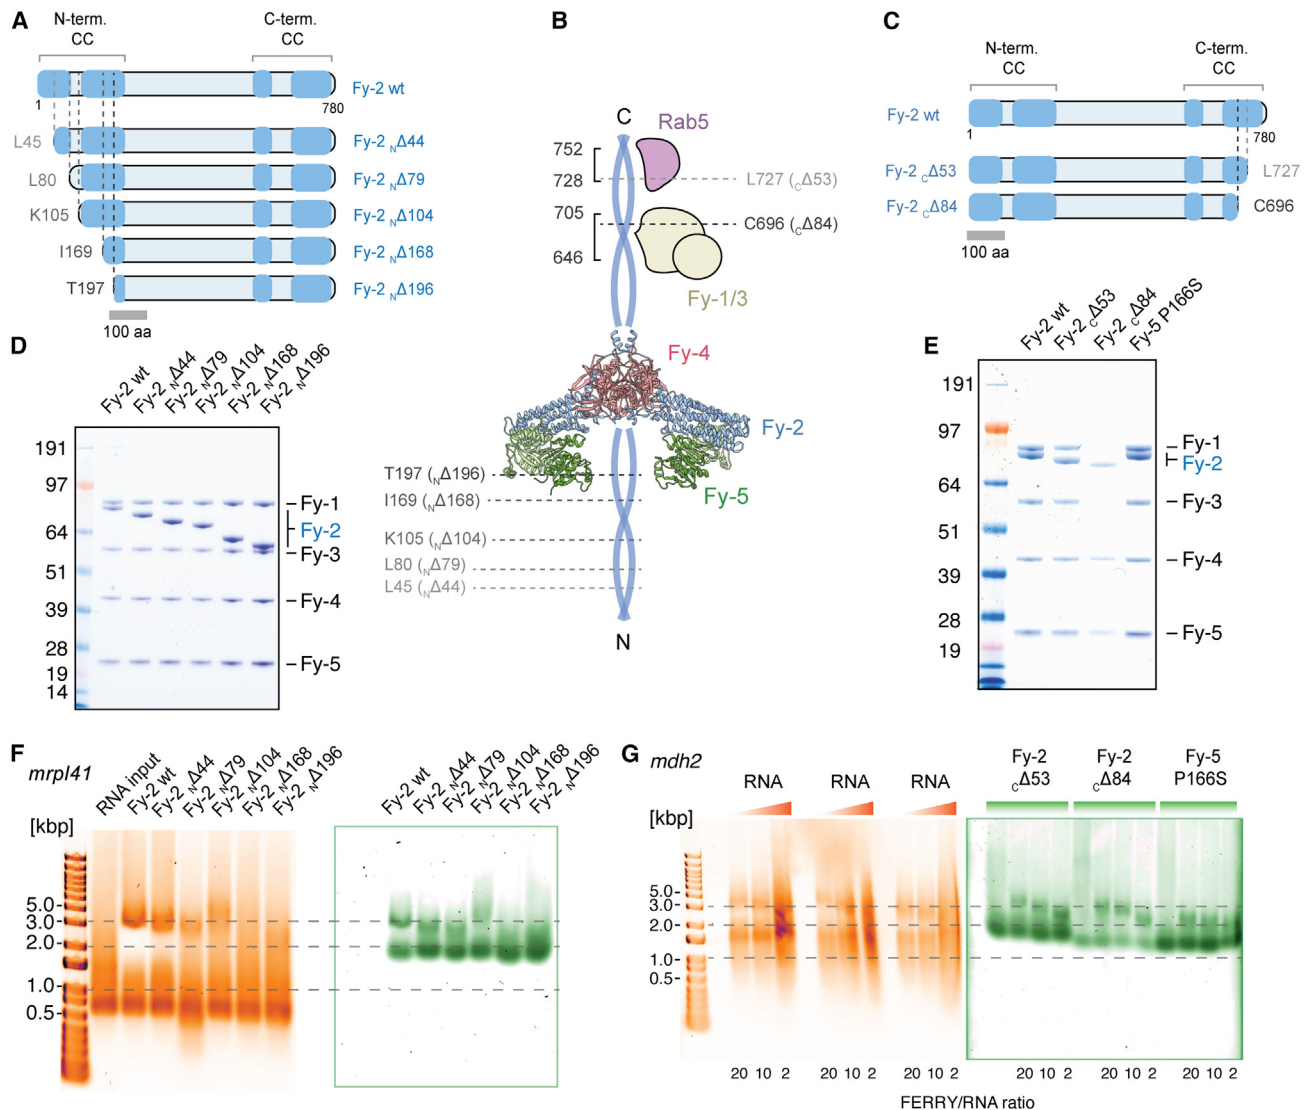 A
N-term.
CC
C-term.
CC
Fy-2 wt
1
780
L45
Fy-2 NΔ44
L80
Fy-2 NΔ79
K105
Fy-2 NΔ104
I169
Fy-2 NΔ168
T197
Fy-2 NΔ196
100 aa
B
C
Rab5
752
728
L727 (CΔ53)
705
C696 (CΔ84)
646
Fy-1/3
Fy-4
Fy-2
Fy-5
T197 (NΔ196)
I169 (NΔ168)
K105 (NΔ104)
L80 (NΔ79)
L45 (NΔ44)
N
C
N-term.
CC
C-term.
CC
Fy-2 wt
1
780
Fy-2 CΔ53
L727
Fy-2 CΔ84
C696
100 aa
D
Fy-2 wt
Fy-2 NΔ44
Fy-2 NΔ79
Fy-2 NΔ104
Fy-2 NΔ168
Fy-2 NΔ196
191
97
64
51
39
28
19
14
Fy-1
Fy-2
Fy-3
Fy-4
Fy-5
E
Fy-2 wt
Fy-2 CΔ53
Fy-2 CΔ84
Fy-5 P166S
191
97
64
51
39
28
19
Fy-1
Fy-2
Fy-3
Fy-4
Fy-5
F
mrpl41
RNA input
Fy-2 wt
Fy-2 NΔ44
Fy-2 NΔ79
Fy-2 NΔ104
Fy-2 NΔ168
Fy-2 NΔ196
Fy-2 wt
Fy-2 NΔ44
Fy-2 NΔ79
Fy-2 NΔ104
Fy-2 NΔ168
Fy-2 NΔ196
[kbp]
5.0
3.0
2.0
1.0
0.5
G
mdh2
RNA
RNA
RNA
Fy-2
CΔ53
Fy-2
CΔ84
Fy-5
P166S
[kbp]
5.0
3.0
2.0
1.0
0.5
20 10 2 20 10 2 20 10 2 20 10 2 20 10 2 20 10 2
FERRY/RNA ratio